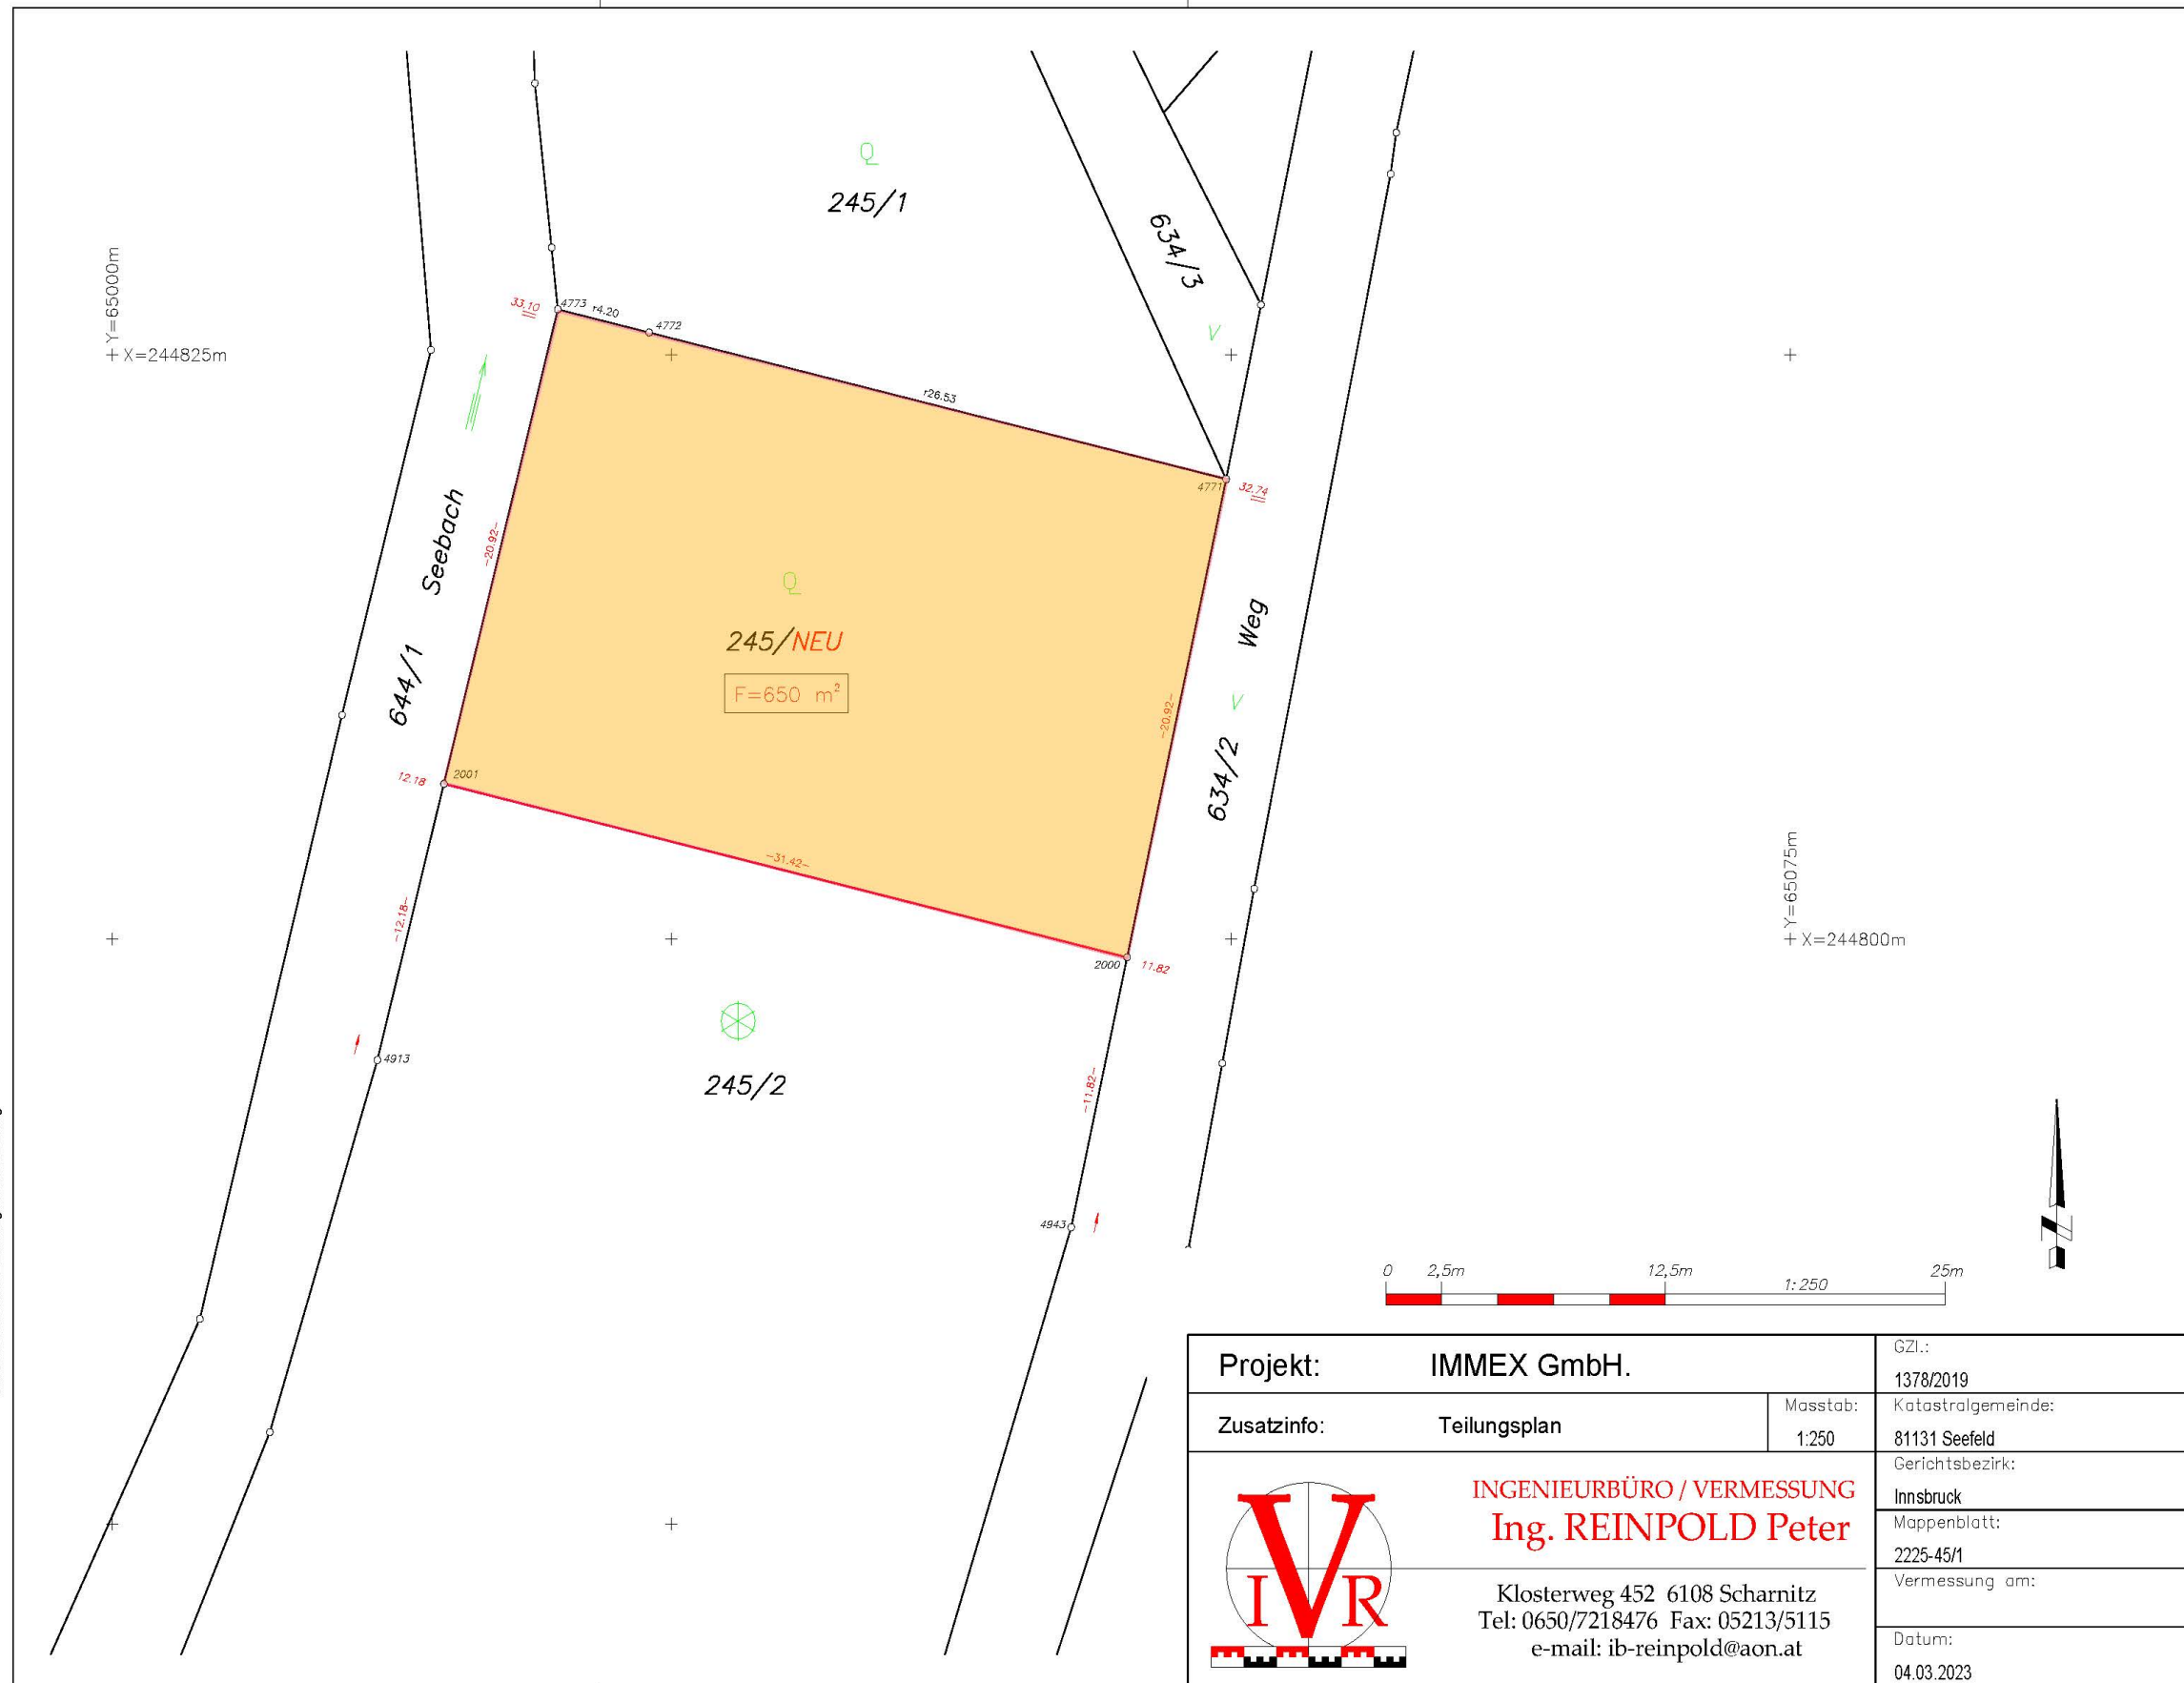 Q
245/1
634/3
Y=65000m
X=244825m
33.10
4773
r4.20
4772
V
r26.53
4771
32.74
644/1 Seebach
-20.92-
Q
245/NEU
F=650 m²
634/2 Weg
V
-20.92-
12.18
2001
-31.42-
-12.18-
2000
11.82
Y=65075m
X=244800m
4913
245/2
-11.82-
4943
N
0 2,5m 12,5m 1:250 25m
Projekt: IMMEX GmbH.
GZl.:
1378/2019
Zusatzinfo: Teilungsplan
Masstab:
1:250
Katastralgemeinde:
81131 Seefeld
Gerichtsbezirk:
Innsbruck
Mappenblatt:
2225-45/1
Vermessung am:
Datum:
04.03.2023
IVR
INGENIEURBÜRO / VERMESSUNG
Ing. REINPOLD Peter
Klosterweg 452 6108 Scharnitz
Tel: 0650/7218476 Fax: 05213/5115
e-mail: ib-reinpold@aon.at